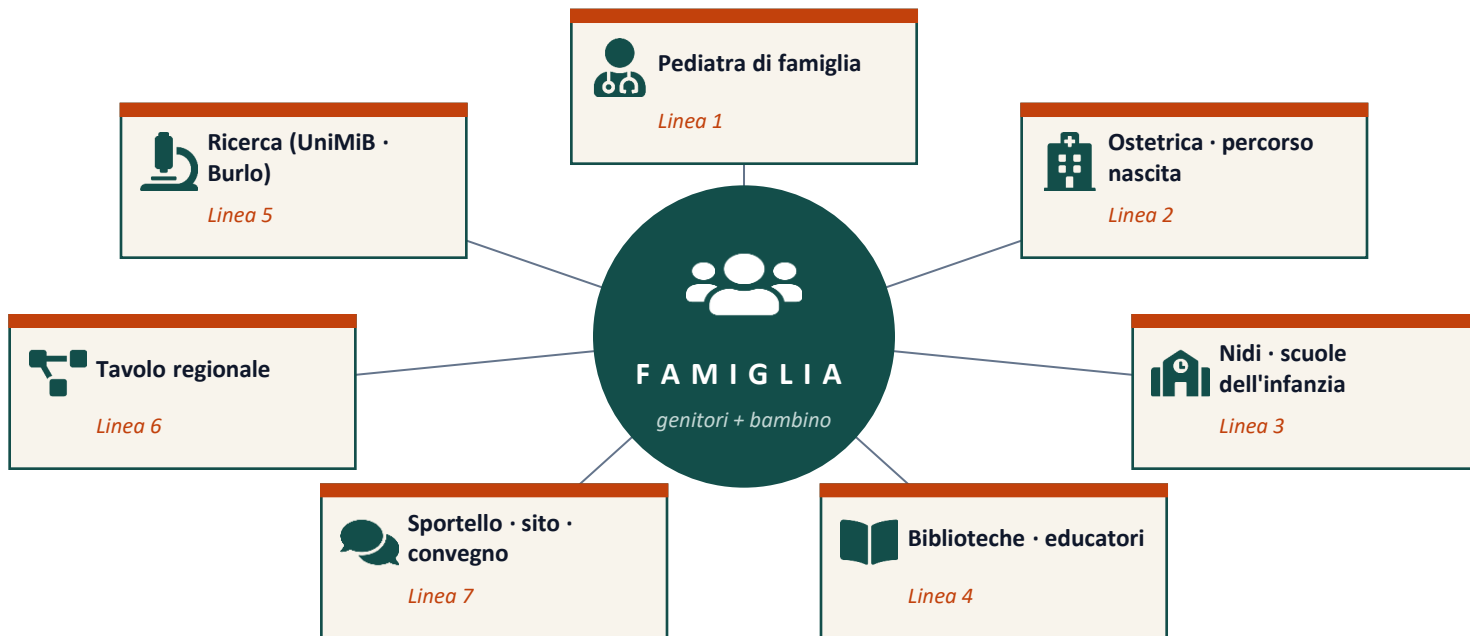 Pediatra di famiglia
Linea 1
Ricerca (UniMiB ·
Burlo)
Linea 5
Ostetrica · percorso
nascita
Linea 2
Tavolo regionale
Linea 6
FAMIGLIA
genitori + bambino
Nidi · scuole
dell'infanzia
Linea 3
Sportello · sito ·
convegno
Linea 7
Biblioteche · educatori
Linea 4